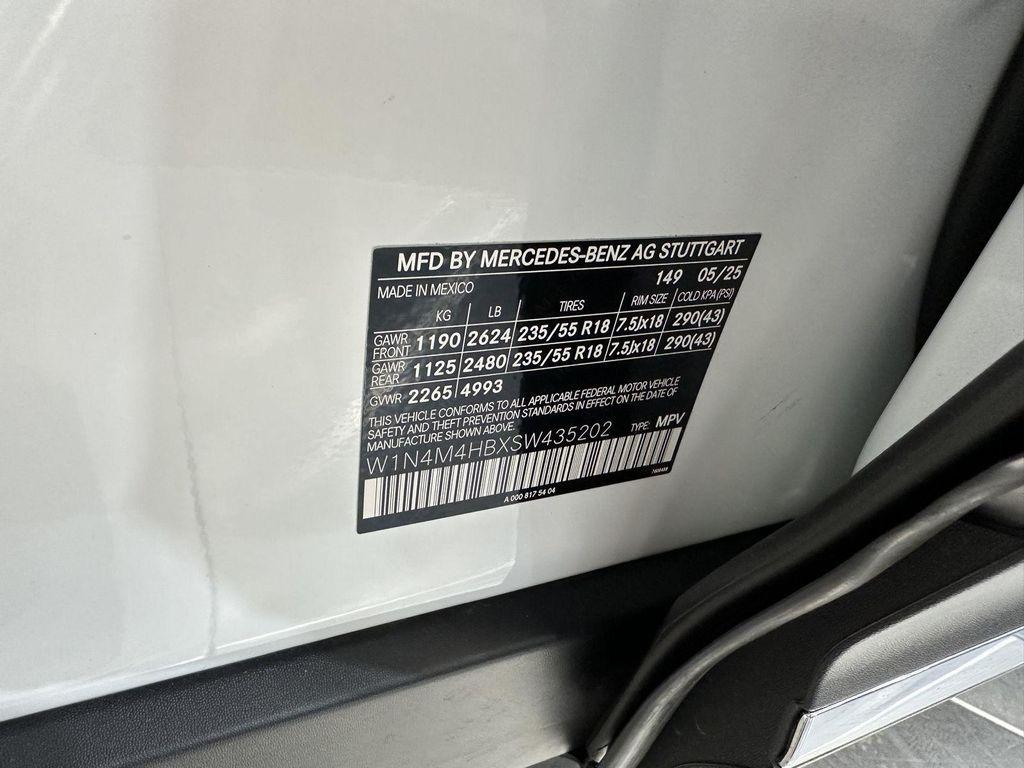 MFD BY MERCEDES-BENZ AG STUTTGART
149 05/25
MADE IN MEXICO
KG LB TIRES RIM SIZE COLD KPA(PSI)
GAWR FRONT 1190 2624 235/55 R18 7.5Jx18 290(43)
GAWR REAR 1125 2480 235/55 R18 7.5Jx18 290(43)
GVWR 2265 4993
THIS VEHICLE CONFORMS TO ALL APPLICABLE FEDERAL MOTOR VEHICLE
SAFETY AND THEFT PREVENTION STANDARDS IN EFFECT ON THE DATE OF
MANUFACTURE SHOWN ABOVE.
TYPE: MPV
W1N4M4HBXSW435202
A 000 817 54 04